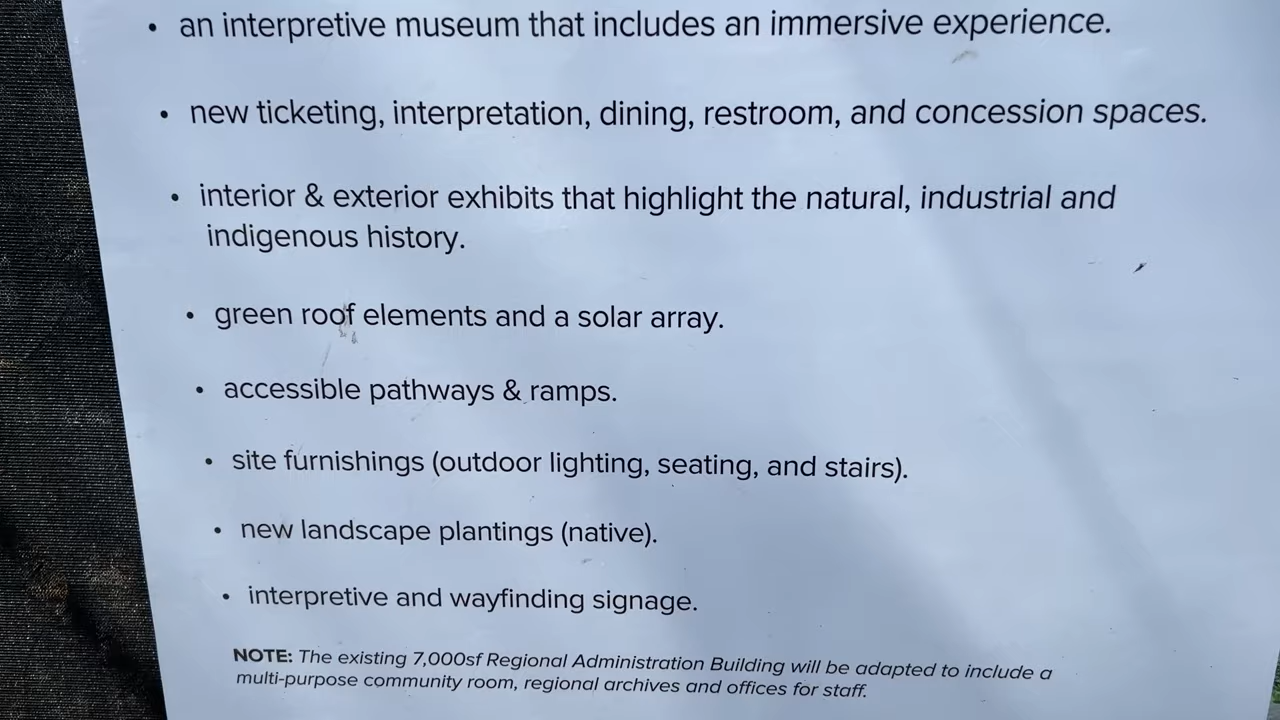 • an interpretive museum that includes an immersive experience.
• new ticketing, interpretation, dining, restroom, and concession spaces.
• interior & exterior exhibits that highlight the natural, industrial and
indigenous history.
• green roof elements and a solar array.
• accessible pathways & ramps.
• site furnishings (outdoor lighting, seating, and stairs).
• new landscape plantings (native).
• interpretive and wayfinding signage.
NOTE: The existing 7,000sf Regional Administration Building will be adapted to include a
multi-purpose community room, regional archives and offices for staff.